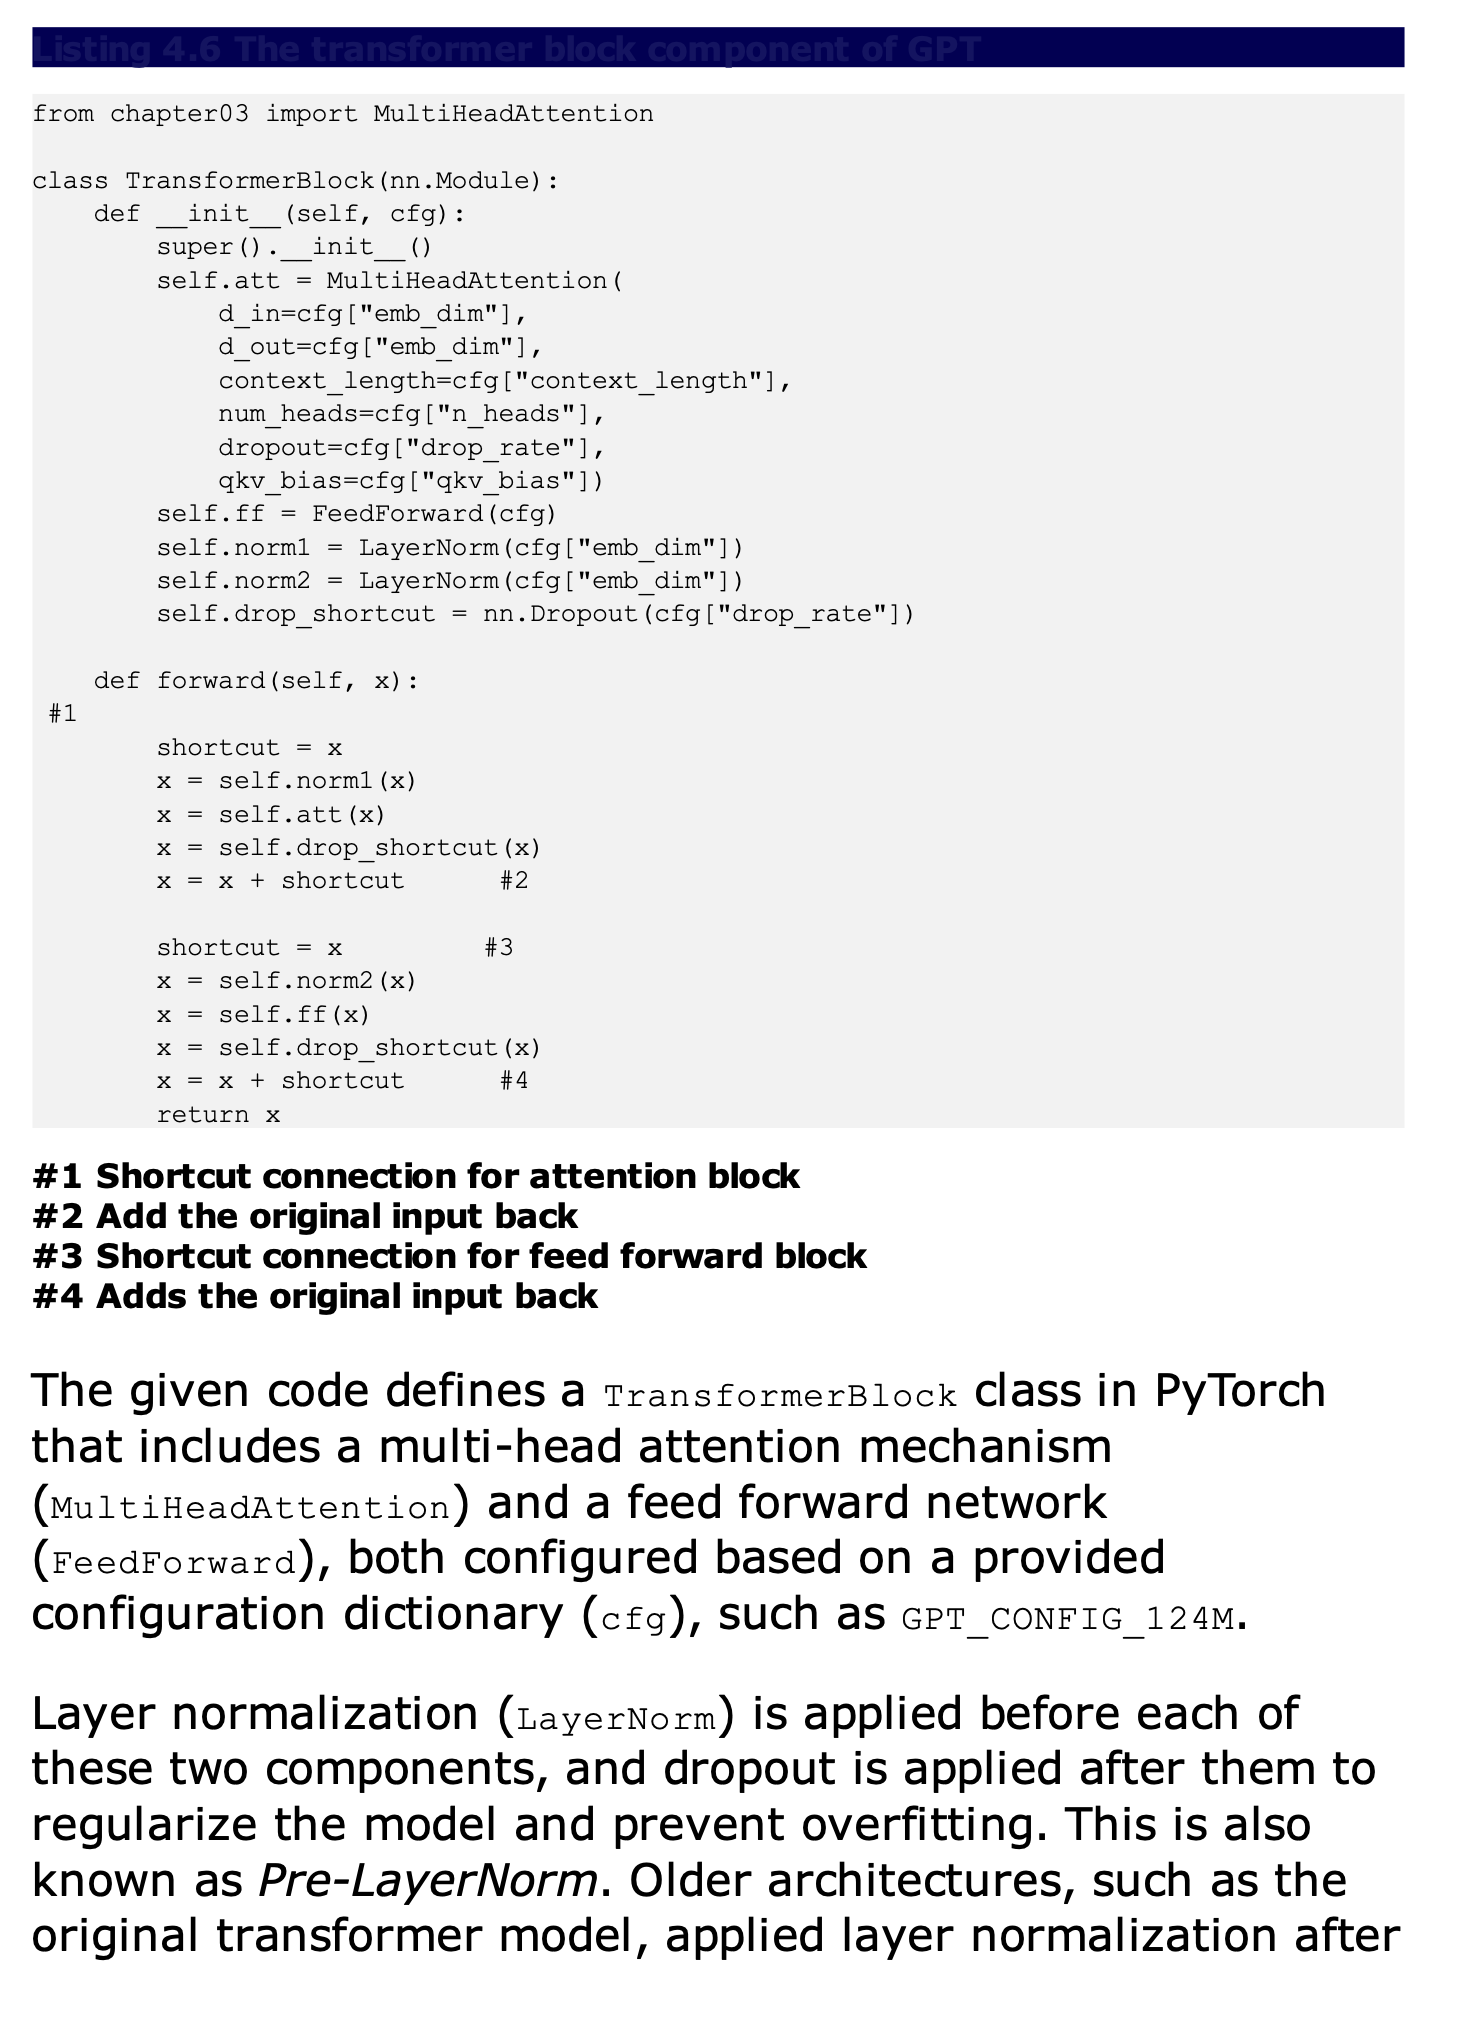 Listing 4.6 The transformer block component of GPT
from chapter03 import MultiHeadAttention

class TransformerBlock(nn.Module):
    def __init__(self, cfg):
        super().__init__()
        self.att = MultiHeadAttention(
            d_in=cfg["emb_dim"],
            d_out=cfg["emb_dim"],
            context_length=cfg["context_length"],
            num_heads=cfg["n_heads"],
            dropout=cfg["drop_rate"],
            qkv_bias=cfg["qkv_bias"])
        self.ff = FeedForward(cfg)
        self.norm1 = LayerNorm(cfg["emb_dim"])
        self.norm2 = LayerNorm(cfg["emb_dim"])
        self.drop_shortcut = nn.Dropout(cfg["drop_rate"])

    def forward(self, x):
 #1
        shortcut = x
        x = self.norm1(x)
        x = self.att(x)
        x = self.drop_shortcut(x)
        x = x + shortcut      #2

        shortcut = x         #3
        x = self.norm2(x)
        x = self.ff(x)
        x = self.drop_shortcut(x)
        x = x + shortcut      #4
        return x
#1 Shortcut connection for attention block
#2 Add the original input back
#3 Shortcut connection for feed forward block
#4 Adds the original input back
The given code defines a TransformerBlock class in PyTorch
that includes a multi-head attention mechanism
(MultiHeadAttention) and a feed forward network
(FeedForward), both configured based on a provided
configuration dictionary (cfg), such as GPT_CONFIG_124M.
Layer normalization (LayerNorm) is applied before each of
these two components, and dropout is applied after them to
regularize the model and prevent overfitting. This is also
known as Pre-LayerNorm. Older architectures, such as the
original transformer model, applied layer normalization after